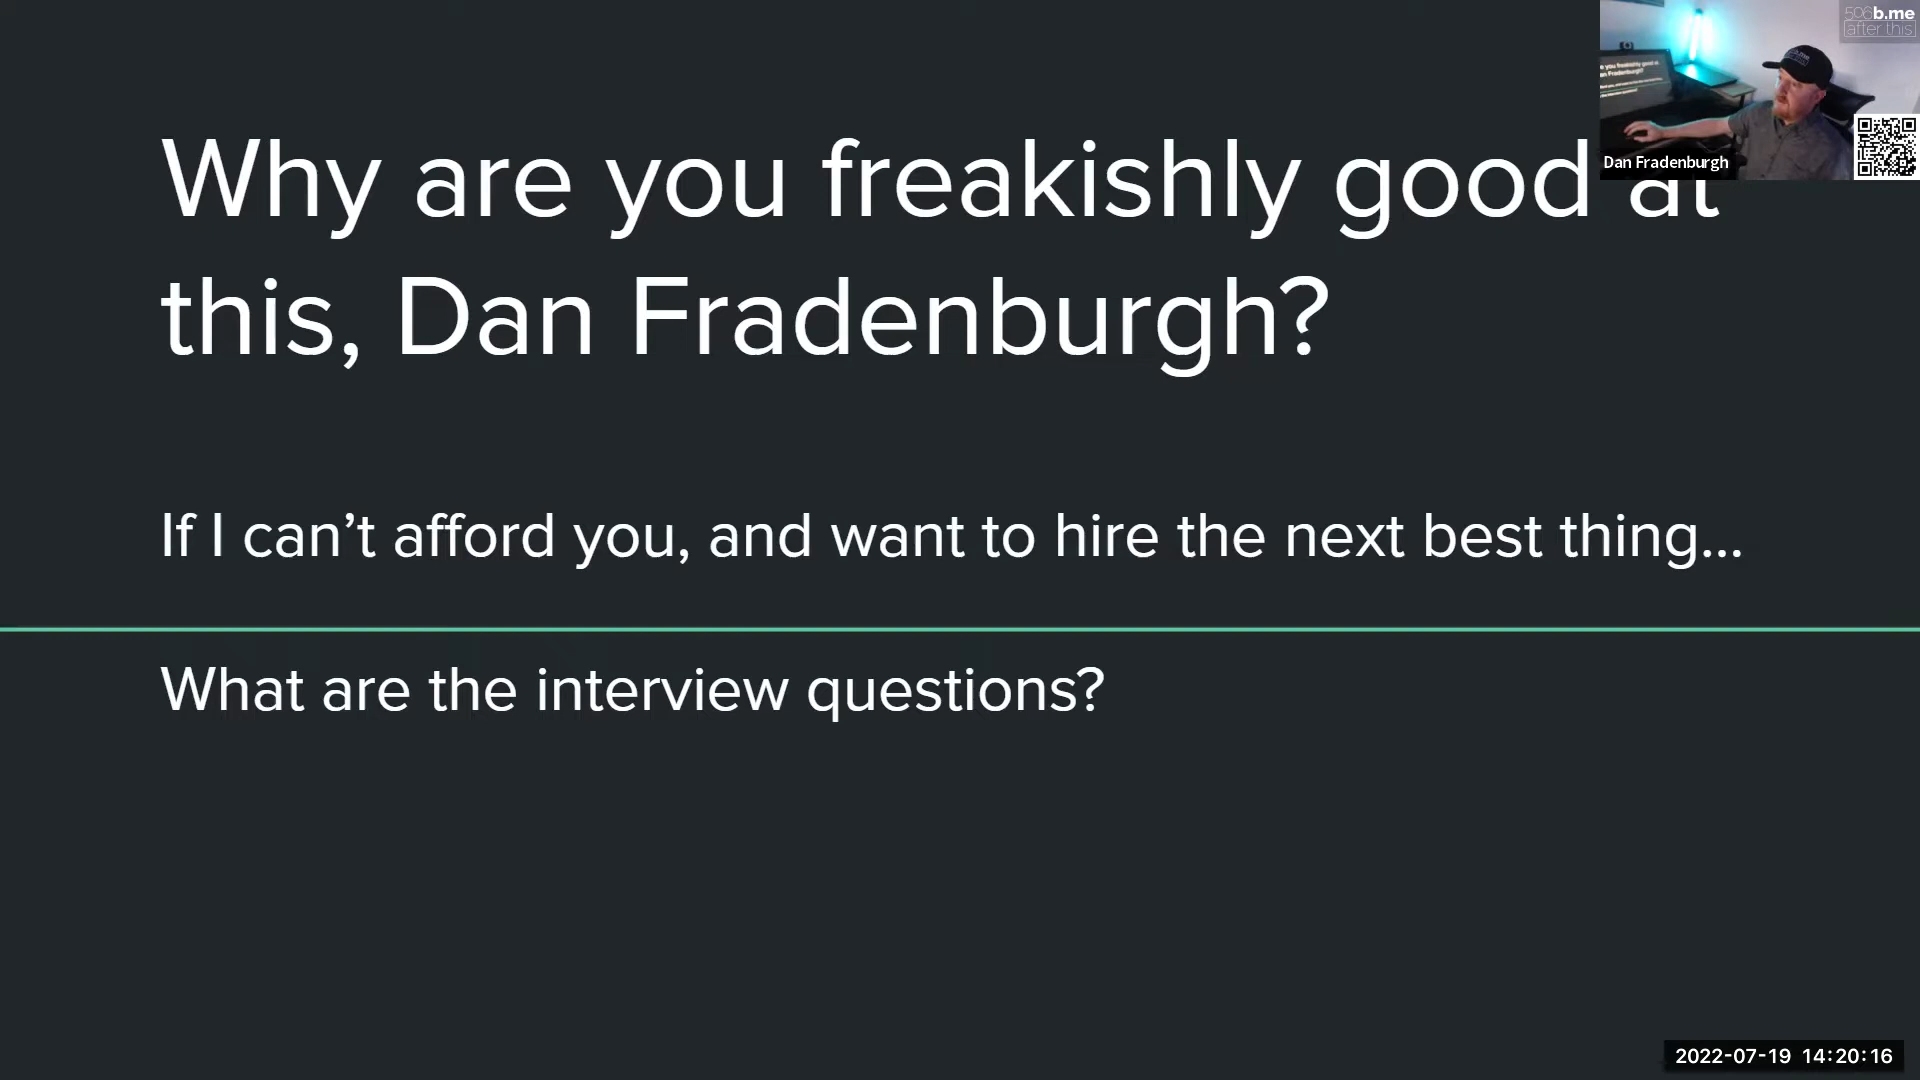 Why are you freakishly good at
this, Dan Fradenburgh?
If I can’t afford you, and want to hire the next best thing...
What are the interview questions?
506b.me
after this
Dan Fradenburgh
2022-07-19 14:20:16